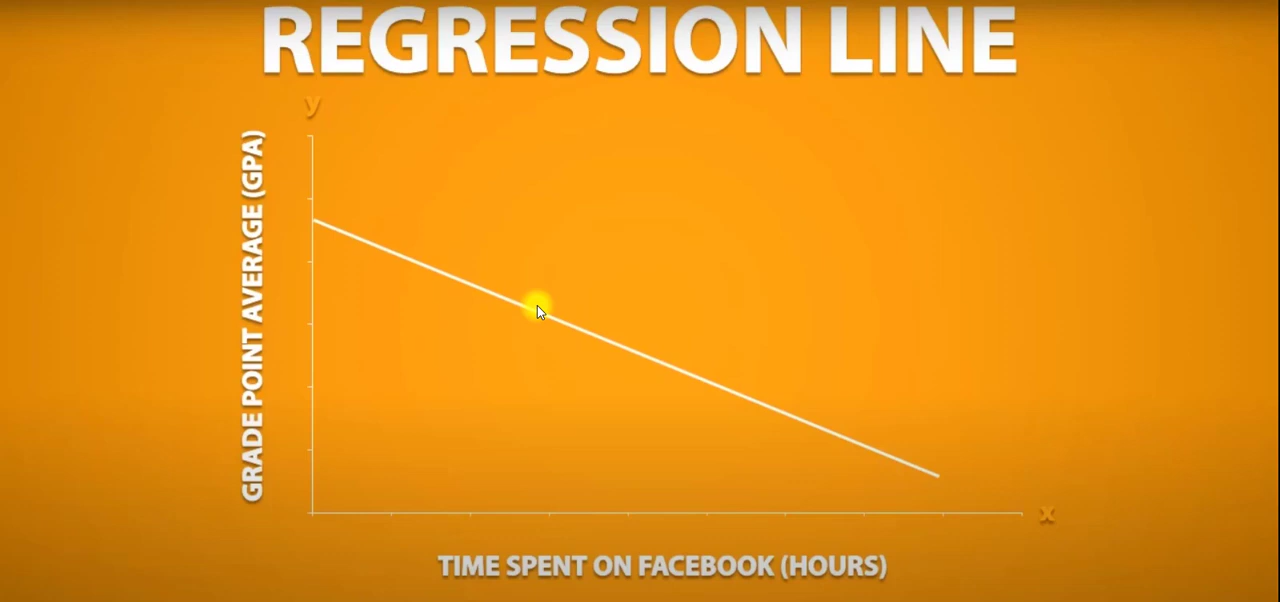 REGRESSION LINE
y
GRADE POINT AVERAGE (GPA)
x
TIME SPENT ON FACEBOOK (HOURS)